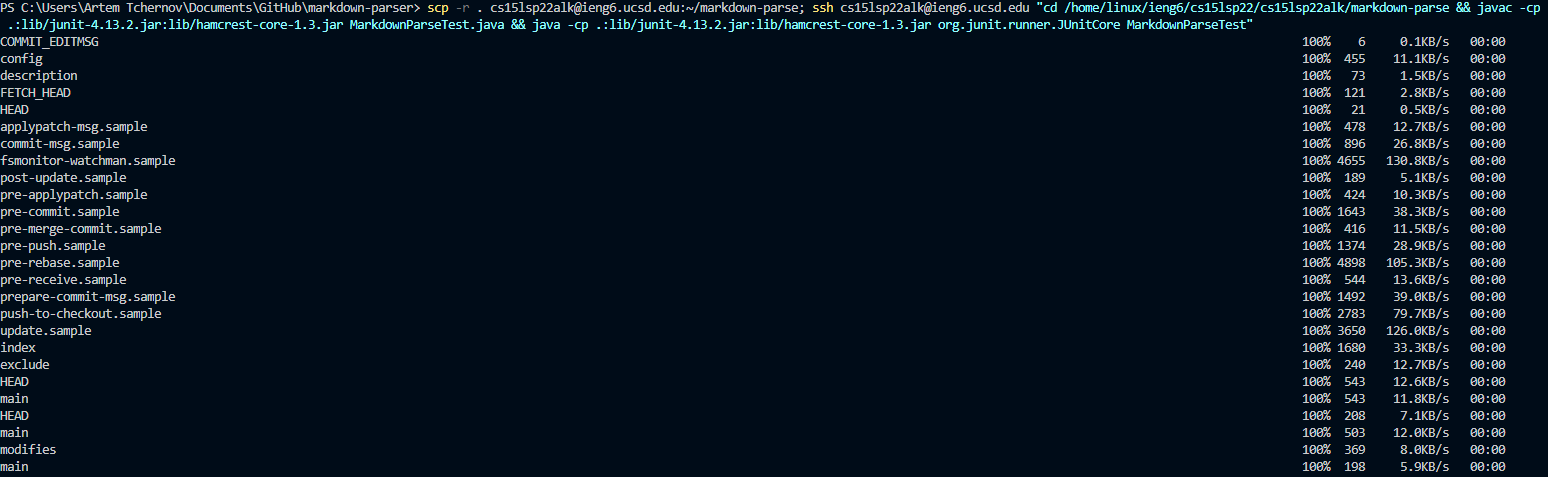 PS C:\Users\Artem Tchernov\Documents\GitHub\markdown-parser> scp -r . cs15lsp22alk@ieng6.ucsd.edu:~/markdown-parse; ssh cs15lsp22alk@ieng6.ucsd.edu "cd /home/linux/ieng6/cs15lsp22/cs15lsp22alk/markdown-parse && javac -cp
.:lib/junit-4.13.2.jar:lib/hamcrest-core-1.3.jar MarkdownParseTest.java && java -cp .:lib/junit-4.13.2.jar:lib/hamcrest-core-1.3.jar org.junit.runner.JUnitCore MarkdownParseTest"
COMMIT_EDITMSG 100% 6 0.1KB/s 00:00
config 100% 455 11.1KB/s 00:00
description 100% 73 1.5KB/s 00:00
FETCH_HEAD 100% 121 2.8KB/s 00:00
HEAD 100% 21 0.5KB/s 00:00
applypatch-msg.sample 100% 478 12.7KB/s 00:00
commit-msg.sample 100% 896 26.8KB/s 00:00
fsmonitor-watchman.sample 100% 4655 130.8KB/s 00:00
post-update.sample 100% 189 5.1KB/s 00:00
pre-applypatch.sample 100% 424 10.3KB/s 00:00
pre-commit.sample 100% 1643 38.3KB/s 00:00
pre-merge-commit.sample 100% 416 11.5KB/s 00:00
pre-push.sample 100% 1374 28.9KB/s 00:00
pre-rebase.sample 100% 4898 105.3KB/s 00:00
pre-receive.sample 100% 544 13.6KB/s 00:00
prepare-commit-msg.sample 100% 1492 39.0KB/s 00:00
push-to-checkout.sample 100% 2783 79.7KB/s 00:00
update.sample 100% 3650 126.0KB/s 00:00
index 100% 1680 33.3KB/s 00:00
exclude 100% 240 12.7KB/s 00:00
HEAD 100% 543 12.6KB/s 00:00
main 100% 543 11.8KB/s 00:00
HEAD 100% 208 7.1KB/s 00:00
main 100% 503 12.0KB/s 00:00
modifies 100% 369 8.0KB/s 00:00
main 100% 198 5.9KB/s 00:00